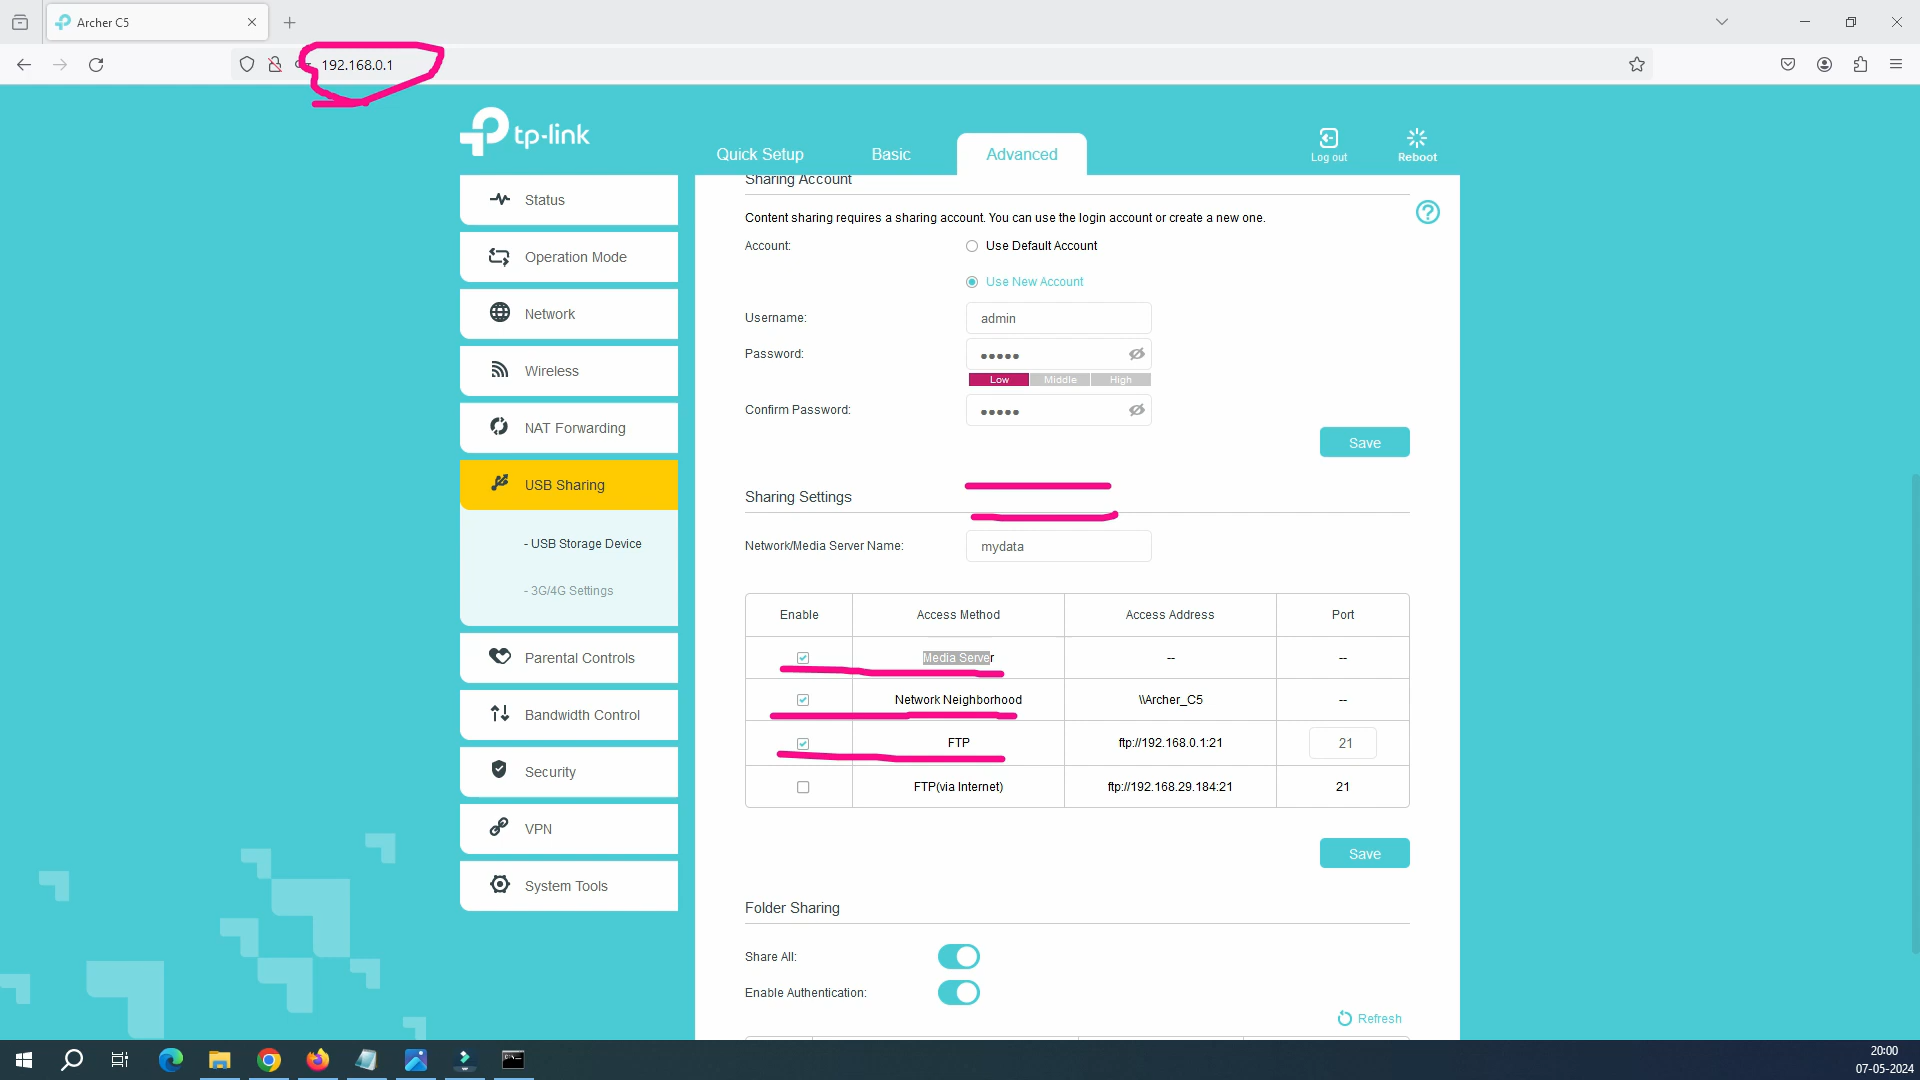 Archer C5
192.168.0.1
tp-link
Quick Setup
Basic
Advanced
Log out
Reboot
Status
Operation Mode
Network
Wireless
NAT Forwarding
USB Sharing
- USB Storage Device
- 3G/4G Settings
Parental Controls
Bandwidth Control
Security
VPN
System Tools
Sharing Account
Content sharing requires a sharing account. You can use the login account or create a new one.
?
Account:
Use Default Account
Use New Account
Username:
admin
Password:
Low Middle High
Confirm Password:
Save
Sharing Settings
Network/Media Server Name:
mydata
Enable Access Method Access Address Port
Media Server -- --
Network Neighborhood \\Archer_C5 --
FTP ftp://192.168.0.1:21 21
FTP(via Internet) ftp://192.168.29.184:21 21
Save
Folder Sharing
Share All:
Enable Authentication:
Refresh
20:00
07-05-2024